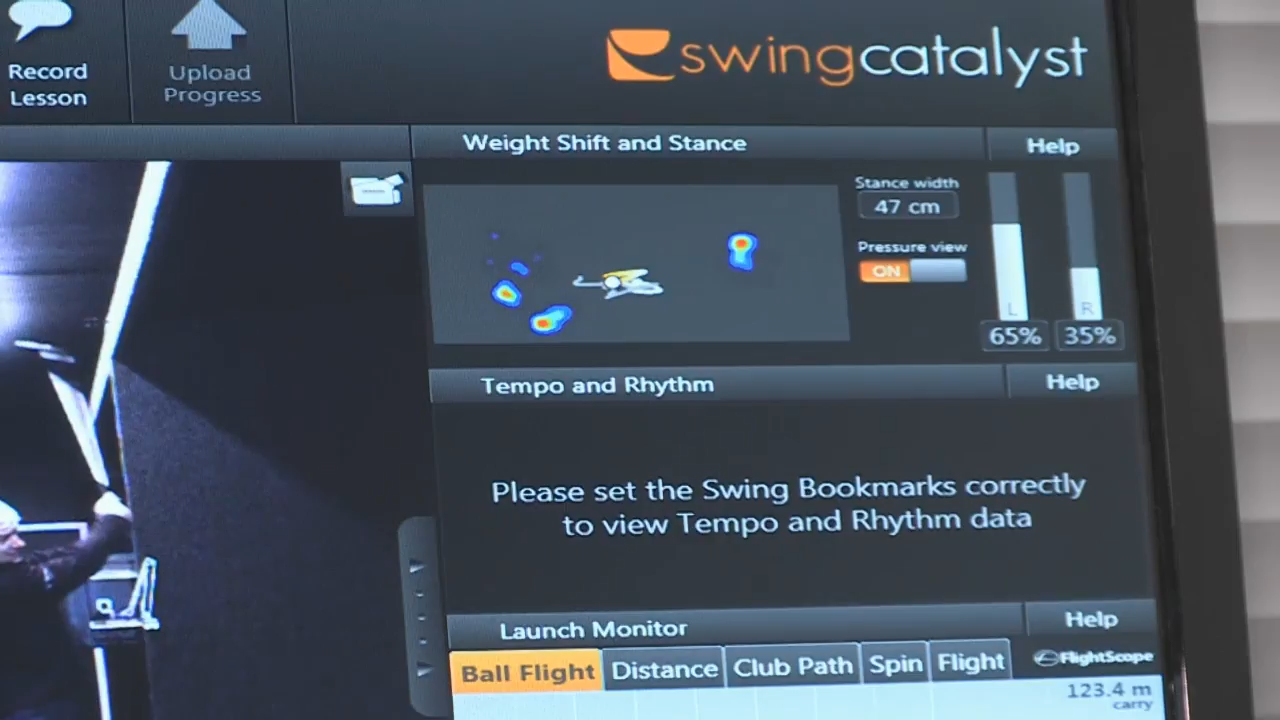 Record
Lesson
Upload
Progress
swingcatalyst
Weight Shift and Stance
Help
Stance width
47 cm
Pressure view
ON
L
R
65%
35%
Tempo and Rhythm
Help
Please set the Swing Bookmarks correctly
to view Tempo and Rhythm data
Launch Monitor
Help
Ball Flight
Distance
Club Path
Spin
Flight
FlightScope
123.4 m
carry